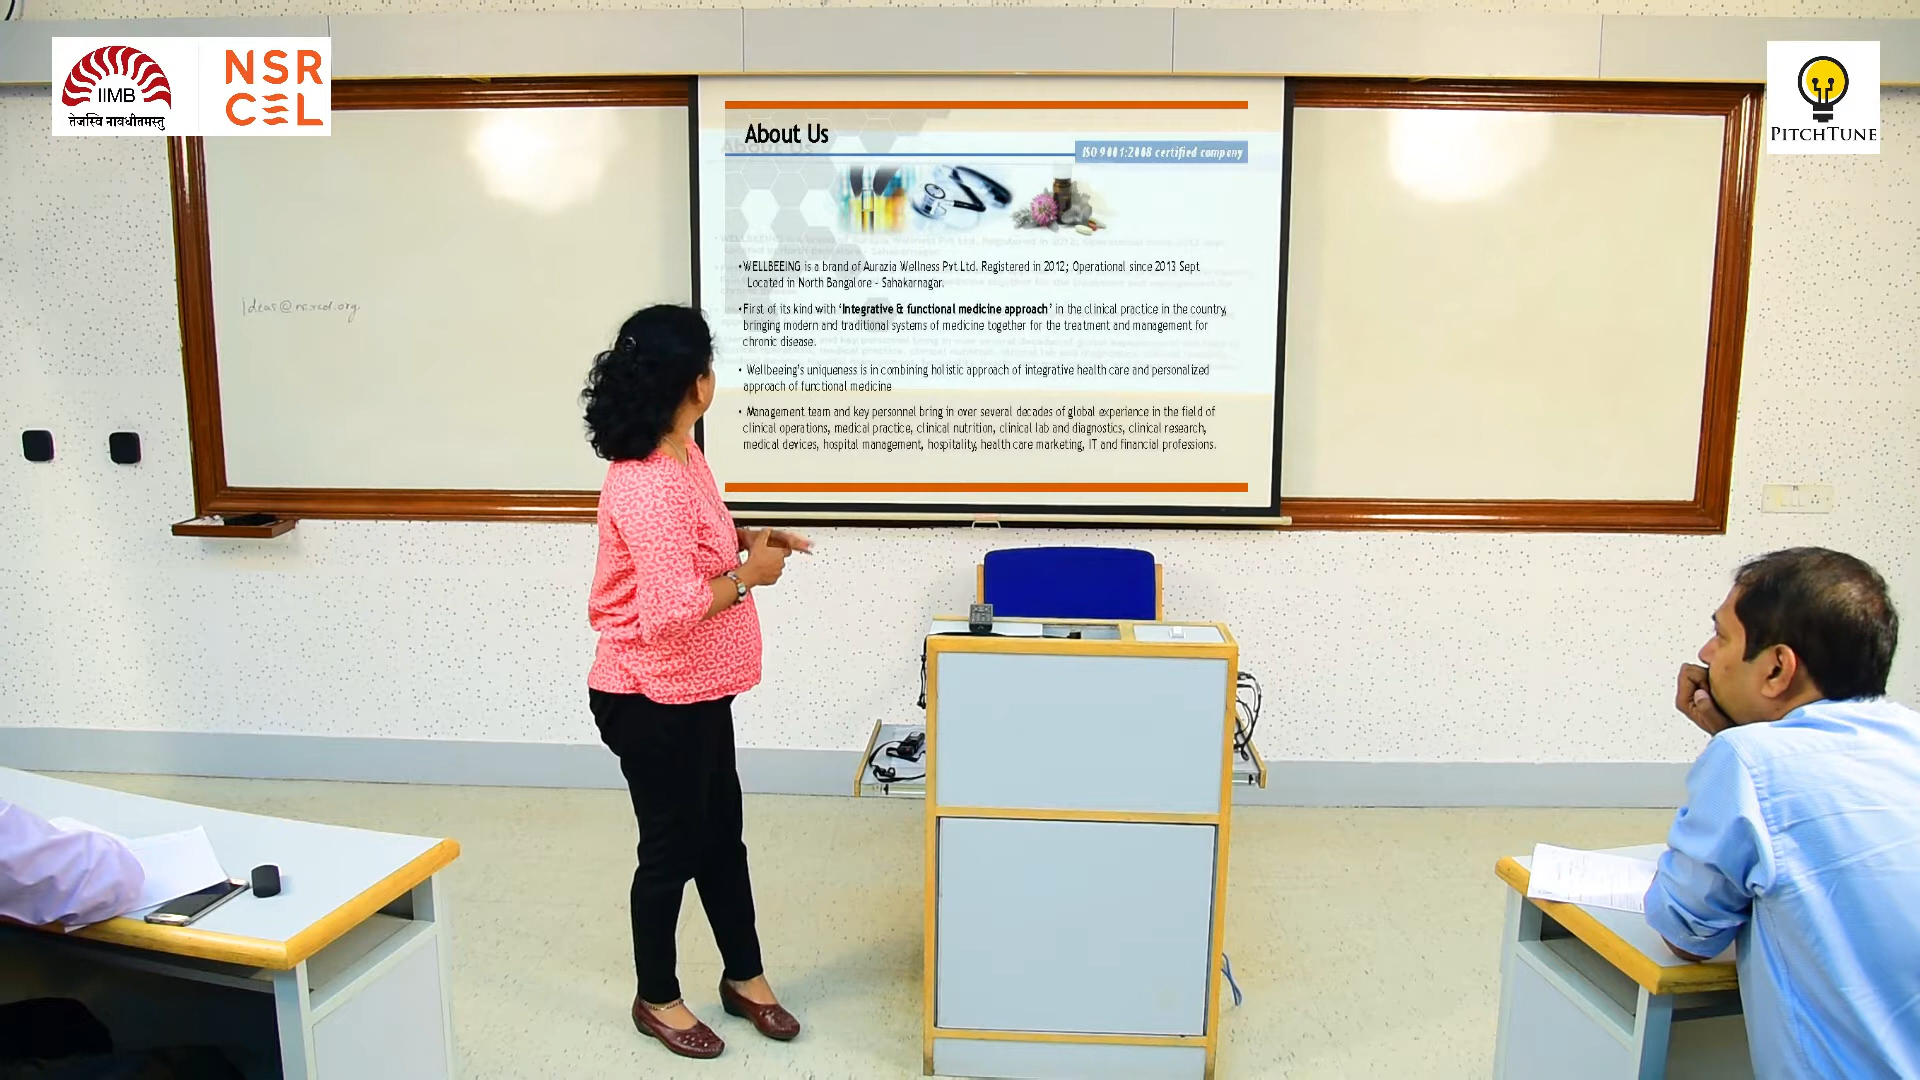 IIMB
तेजस्वि नावधीतमस्तु
NSR
CEL
PITCHTUNE
About Us
ISO 9001:2008 certified company
•WELLBEEING is a brand of Aurazia Wellness Pvt Ltd. Registered in 2012; Operational since 2013 Sept
Located in North Bangalore - Sahakarnagar.
•First of its kind with ‘Integrative & functional medicine approach’ in the clinical practice in the country,
bringing modern and traditional systems of medicine together for the treatment and management for
chronic disease.
• Wellbeeing's uniqueness is in combining holistic approach of integrative health care and personalized
approach of functional medicine
• Management team and key personnel bring in over several decades of global experience in the field of
clinical operations, medical practice, clinical nutrition, clinical lab and diagnostics, clinical research,
medical devices, hospital management, hospitality, health care marketing, IT and financial professions.
Ideas@nsrcel.org